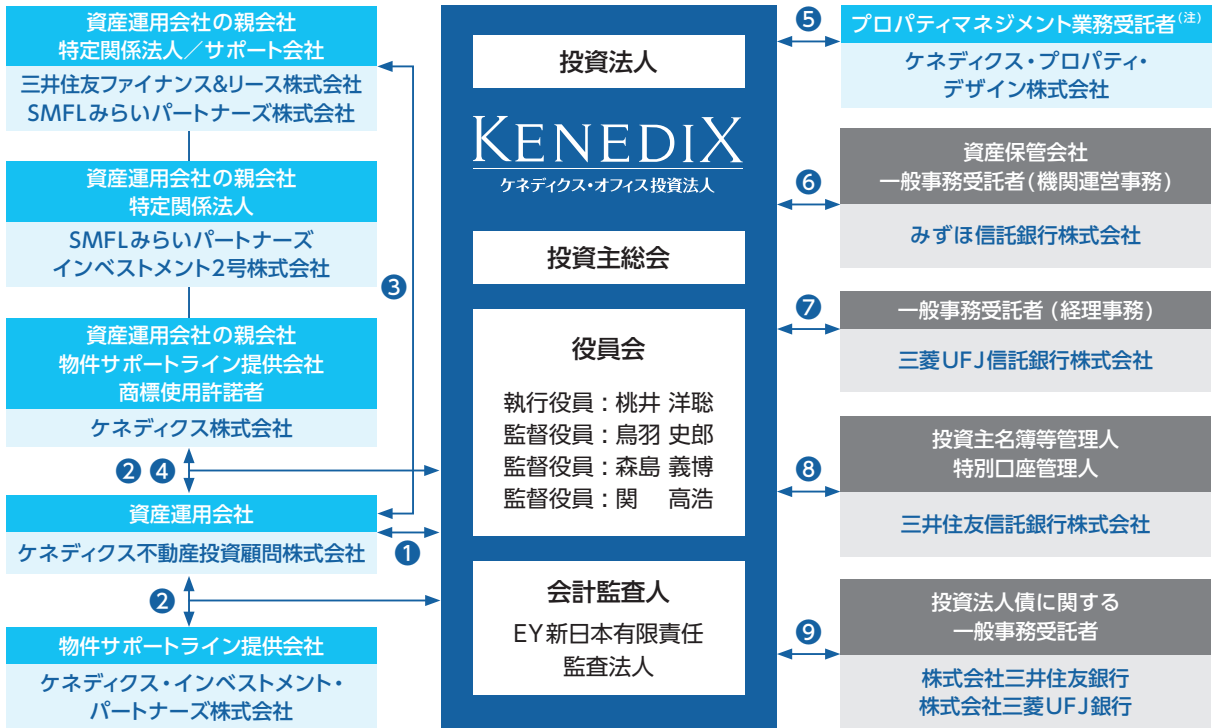 資産運用会社の親会社
特定関係法人／サポート会社
三井住友ファイナンス&リース株式会社
SMFLみらいパートナーズ株式会社
資産運用会社の親会社
特定関係法人
SMFLみらいパートナーズ
インベストメント2号株式会社
❸
資産運用会社の親会社
物件サポートライン提供会社
商標使用許諾者
ケネディクス株式会社
❷ ❹
資産運用会社
ケネディクス不動産投資顧問株式会社
❶
❷
物件サポートライン提供会社
ケネディクス・インベストメント・
パートナーズ株式会社
投資法人
KENEDIX
ケネディクス・オフィス投資法人
投資主総会
役員会
執行役員：桃井 洋聡
監督役員：鳥羽 史郎
監督役員：森島 義博
監督役員：関　高浩
会計監査人
EY新日本有限責任
監査法人
❺
プロパティマネジメント業務受託者(注)
ケネディクス・プロパティ・
デザイン株式会社
❻
資産保管会社
一般事務受託者(機関運営事務)
みずほ信託銀行株式会社
❼
一般事務受託者 (経理事務)
三菱UFJ信託銀行株式会社
❽
投資主名簿等管理人
特別口座管理人
三井住友信託銀行株式会社
❾
投資法人債に関する
一般事務受託者
株式会社三井住友銀行
株式会社三菱UFJ銀行